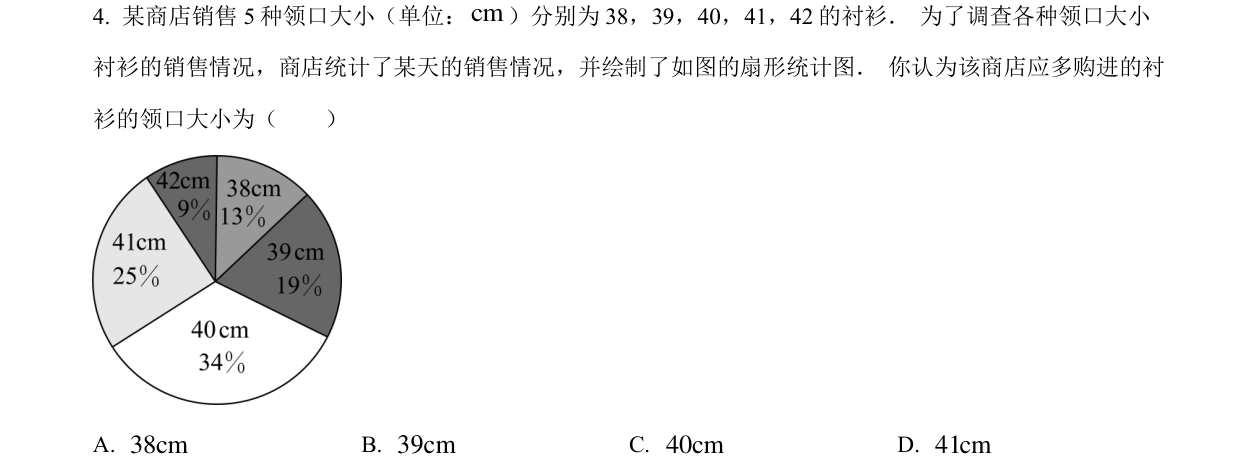 4. 某商店销售 5 种领口大小（单位：cm）分别为 38，39，40，41，42 的衬衫． 为了调查各种领口大小
衬衫的销售情况，商店统计了某天的销售情况，并绘制了如图的扇形统计图． 你认为该商店应多购进的衬
衫的领口大小为（　　）
42cm
9%
38cm
13%
41cm
25%
39cm
19%
40cm
34%
A. 38cm B. 39cm C. 40cm D. 41cm